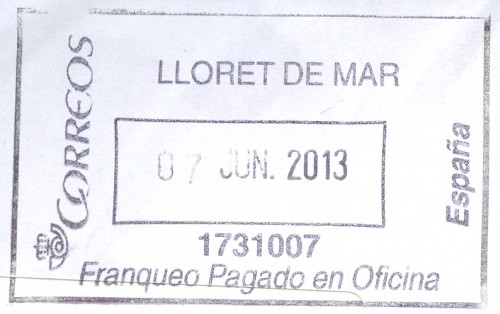 CORREOS
LLORET DE MAR
07 JUN. 2013
España
1731007
Franqueo Pagado en Oficina